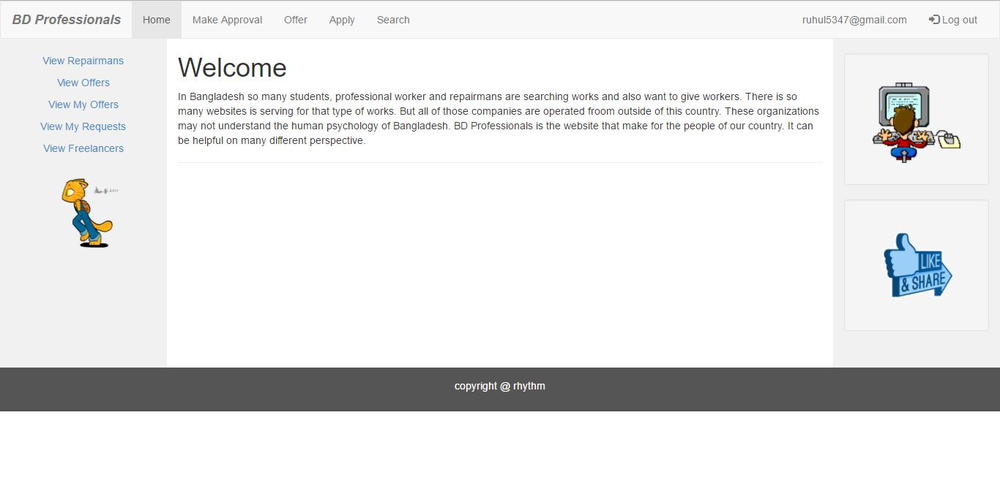 BD Professionals Home Make Approval Offer Apply Search ruhul5347@gmail.com Log out
View Repairmans
View Offers
View My Offers
View My Requests
View Freelancers
Welcome
In Bangladesh so many students, professional worker and repairmans are searching works and also want to give workers. There is so
many websites is serving for that type of works. But all of those companies are operated froom outside of this country. These organizations
may not understand the human psychology of Bangladesh. BD Professionals is the website that make for the people of our country. It can
be helpful on many different perspective.
LIKE
& SHARE
copyright @ rhythm